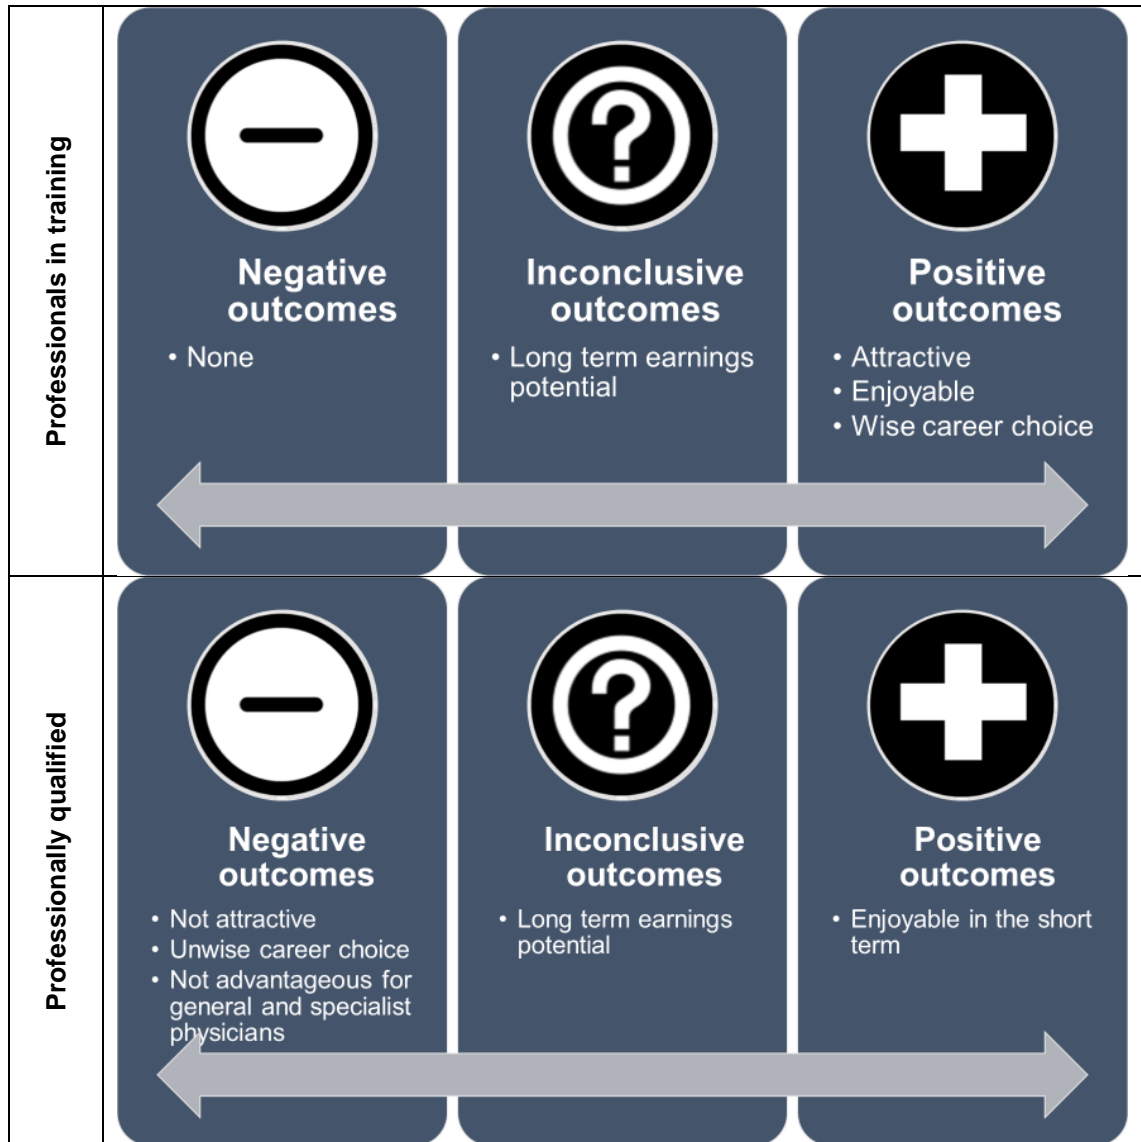 Professionals in training
Negative
outcomes
• None
Inconclusive
outcomes
• Long term earnings
potential
Positive
outcomes
• Attractive
• Enjoyable
• Wise career choice
Professionally qualified
Negative
outcomes
• Not attractive
• Unwise career choice
• Not advantageous for
general and specialist
physicians
Inconclusive
outcomes
• Long term earnings
potential
Positive
outcomes
• Enjoyable in the short
term